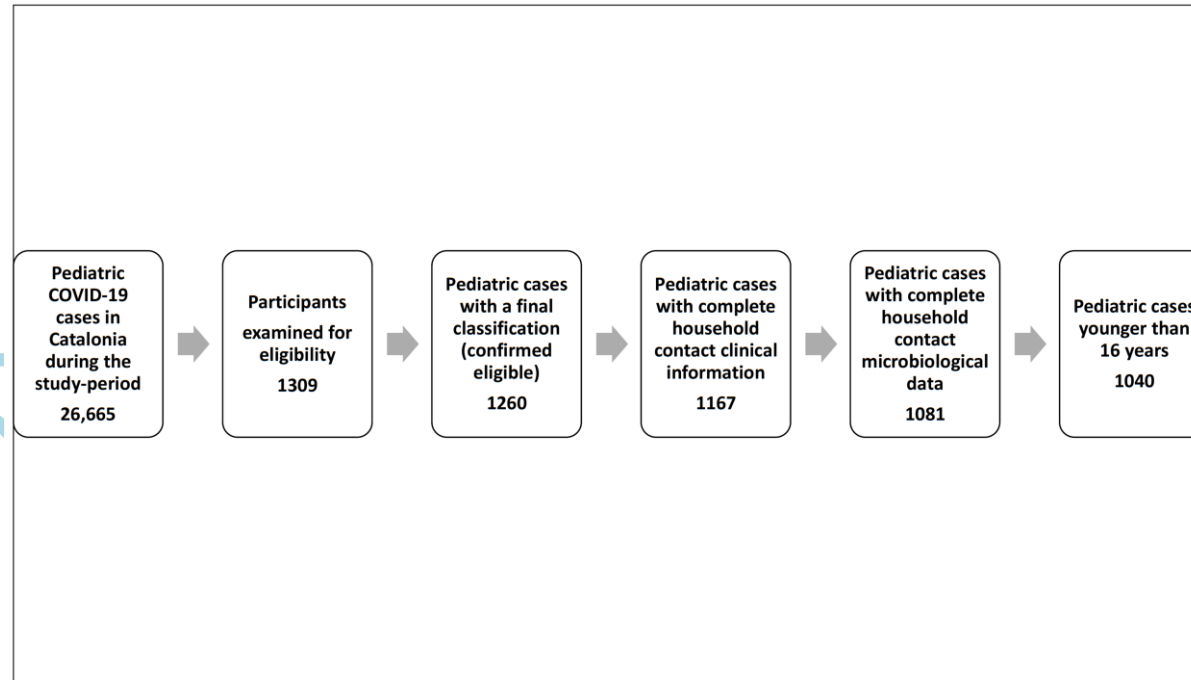 Pediatric
COVID-19
cases in
Catalonia
during the
study-period
26,665
Participants
examined for
eligibility
1309
Pediatric cases
with a final
classification
(confirmed
eligible)
1260
Pediatric cases
with complete
household
contact clinical
information
1167
Pediatric cases
with complete
household
contact
microbiological
data
1081
Pediatric cases
younger than
16 years
1040